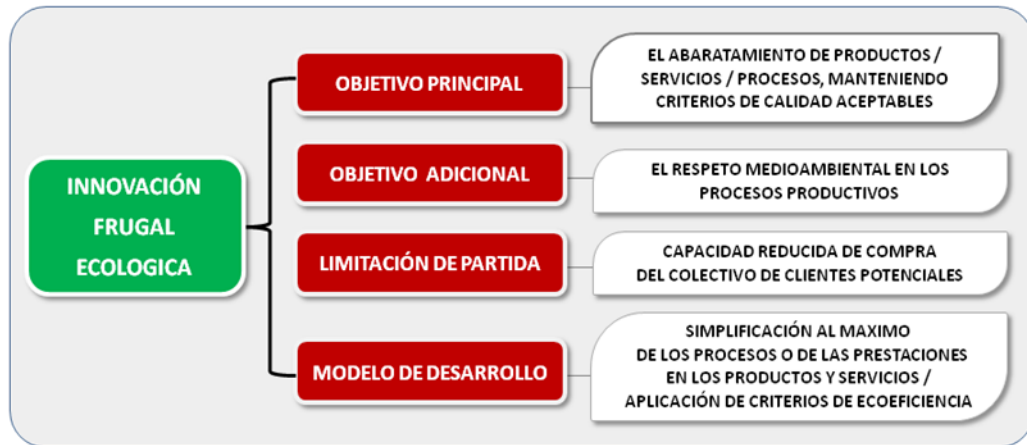 INNOVACIÓN
FRUGAL
ECOLOGICA
OBJETIVO PRINCIPAL
EL ABARATAMIENTO DE PRODUCTOS /
SERVICIOS / PROCESOS, MANTENIENDO
CRITERIOS DE CALIDAD ACEPTABLES
OBJETIVO ADICIONAL
EL RESPETO MEDIOAMBIENTAL EN LOS
PROCESOS PRODUCTIVOS
LIMITACIÓN DE PARTIDA
CAPACIDAD REDUCIDA DE COMPRA
DEL COLECTIVO DE CLIENTES POTENCIALES
MODELO DE DESARROLLO
SIMPLIFICACIÓN AL MAXIMO
DE LOS PROCESOS O DE LAS PRESTACIONES
EN LOS PRODUCTOS Y SERVICIOS /
APLICACIÓN DE CRITERIOS DE ECOEFICIENCIA